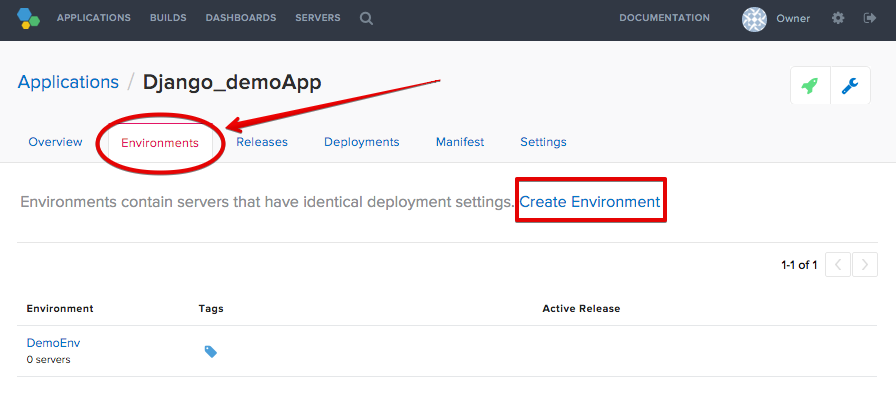 APPLICATIONS BUILDS DASHBOARDS SERVERS DOCUMENTATION Owner
Applications / Django_demoApp
Overview Environments Releases Deployments Manifest Settings
Environments contain servers that have identical deployment settings. Create Environment
1-1 of 1
Environment Tags Active Release
DemoEnv
0 servers